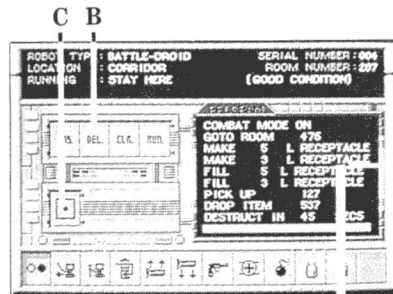 C B
ROBOT TYPE: BATTLE-DROID SERIAL NUMBER: 004
LOCATION : CORRIDOR ROOM NUMBER: 207
RUNNING : STAY HERE (GOOD CONDITION)
PROGRAM
INS. DEL. CLR. RUN.
COMBAT MODE ON
GOTO ROOM 476
MAKE 5 L RECEPTACLE
MAKE 3 L RECEPTACLE
FILL 5 L RECEPTACLE
FILL 3 L RECEPTACLE
PICK UP 127
DROP ITEM 537
DESTRUCT IN 45 SECS